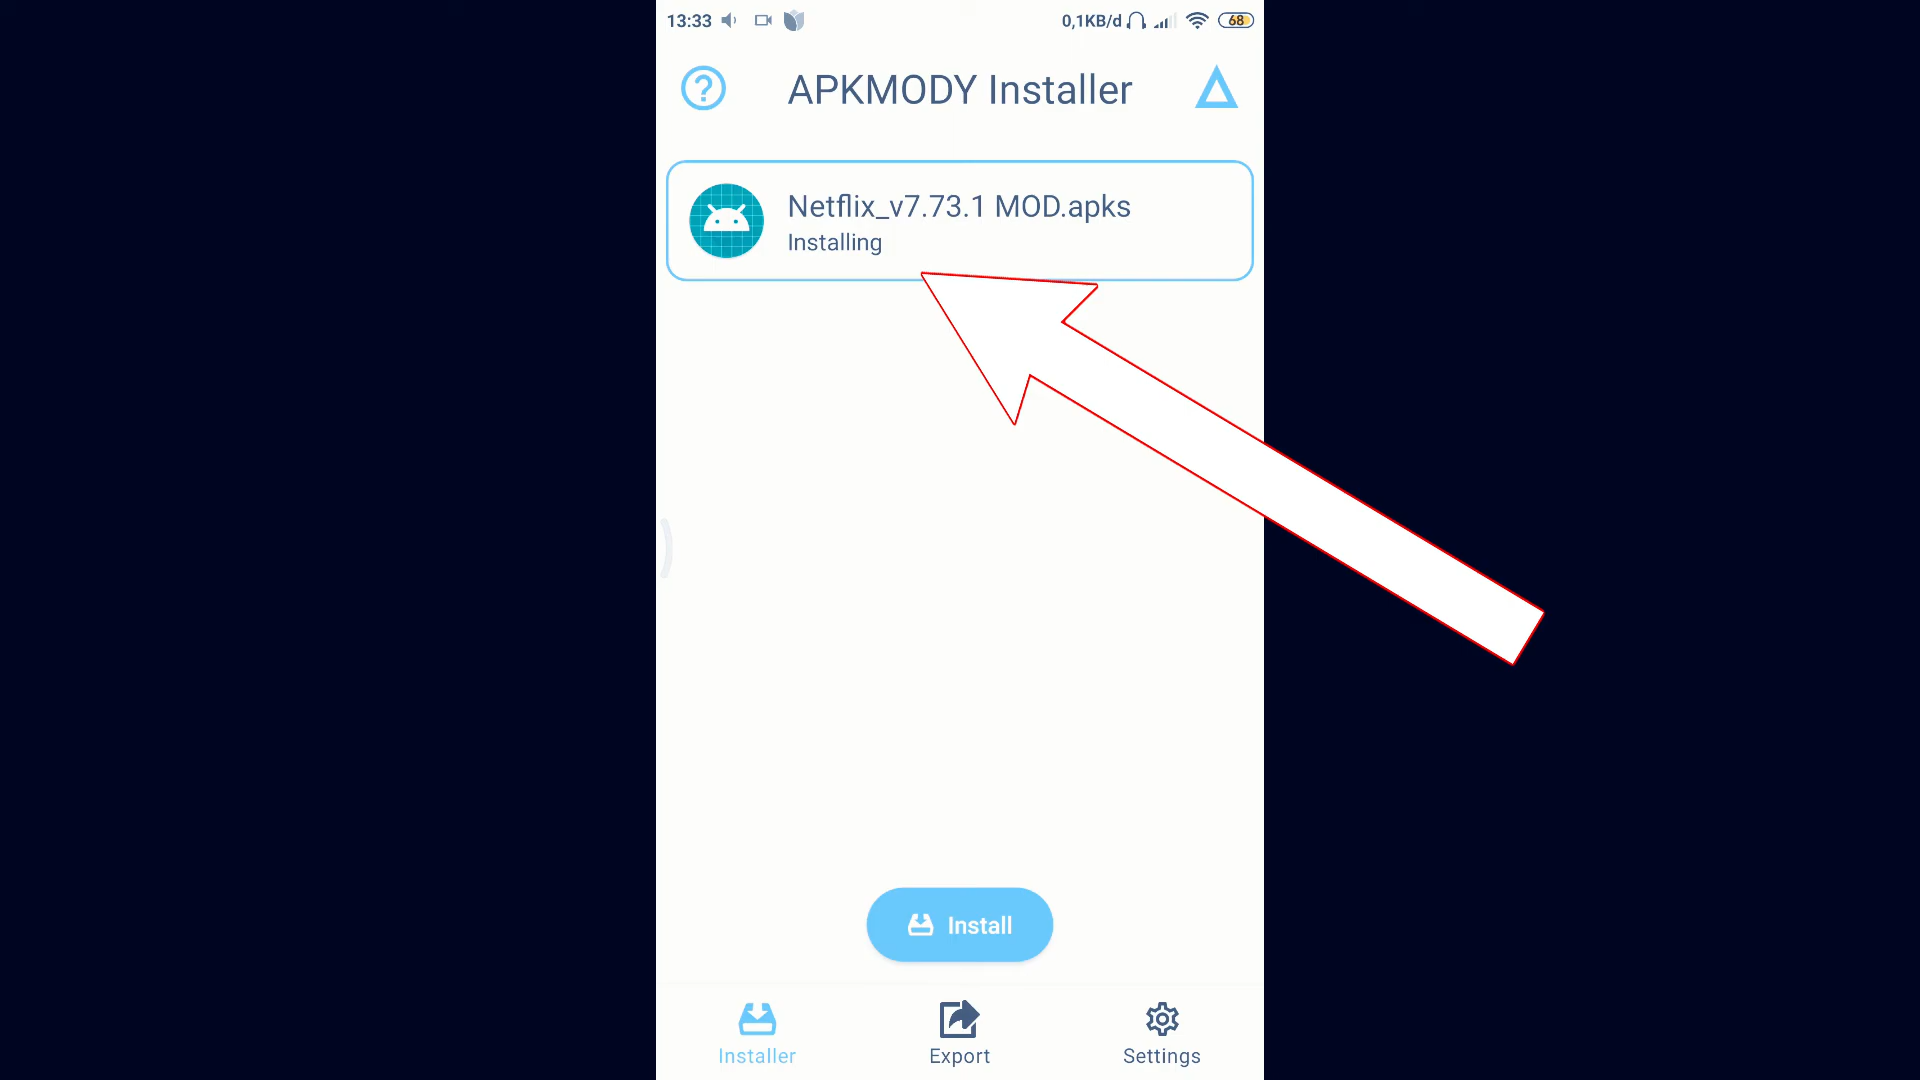 13:33
0,1KB/d
68
? APKMODY Installer
Netflix_v7.73.1 MOD.apks
Installing
Install
Installer
Export
Settings